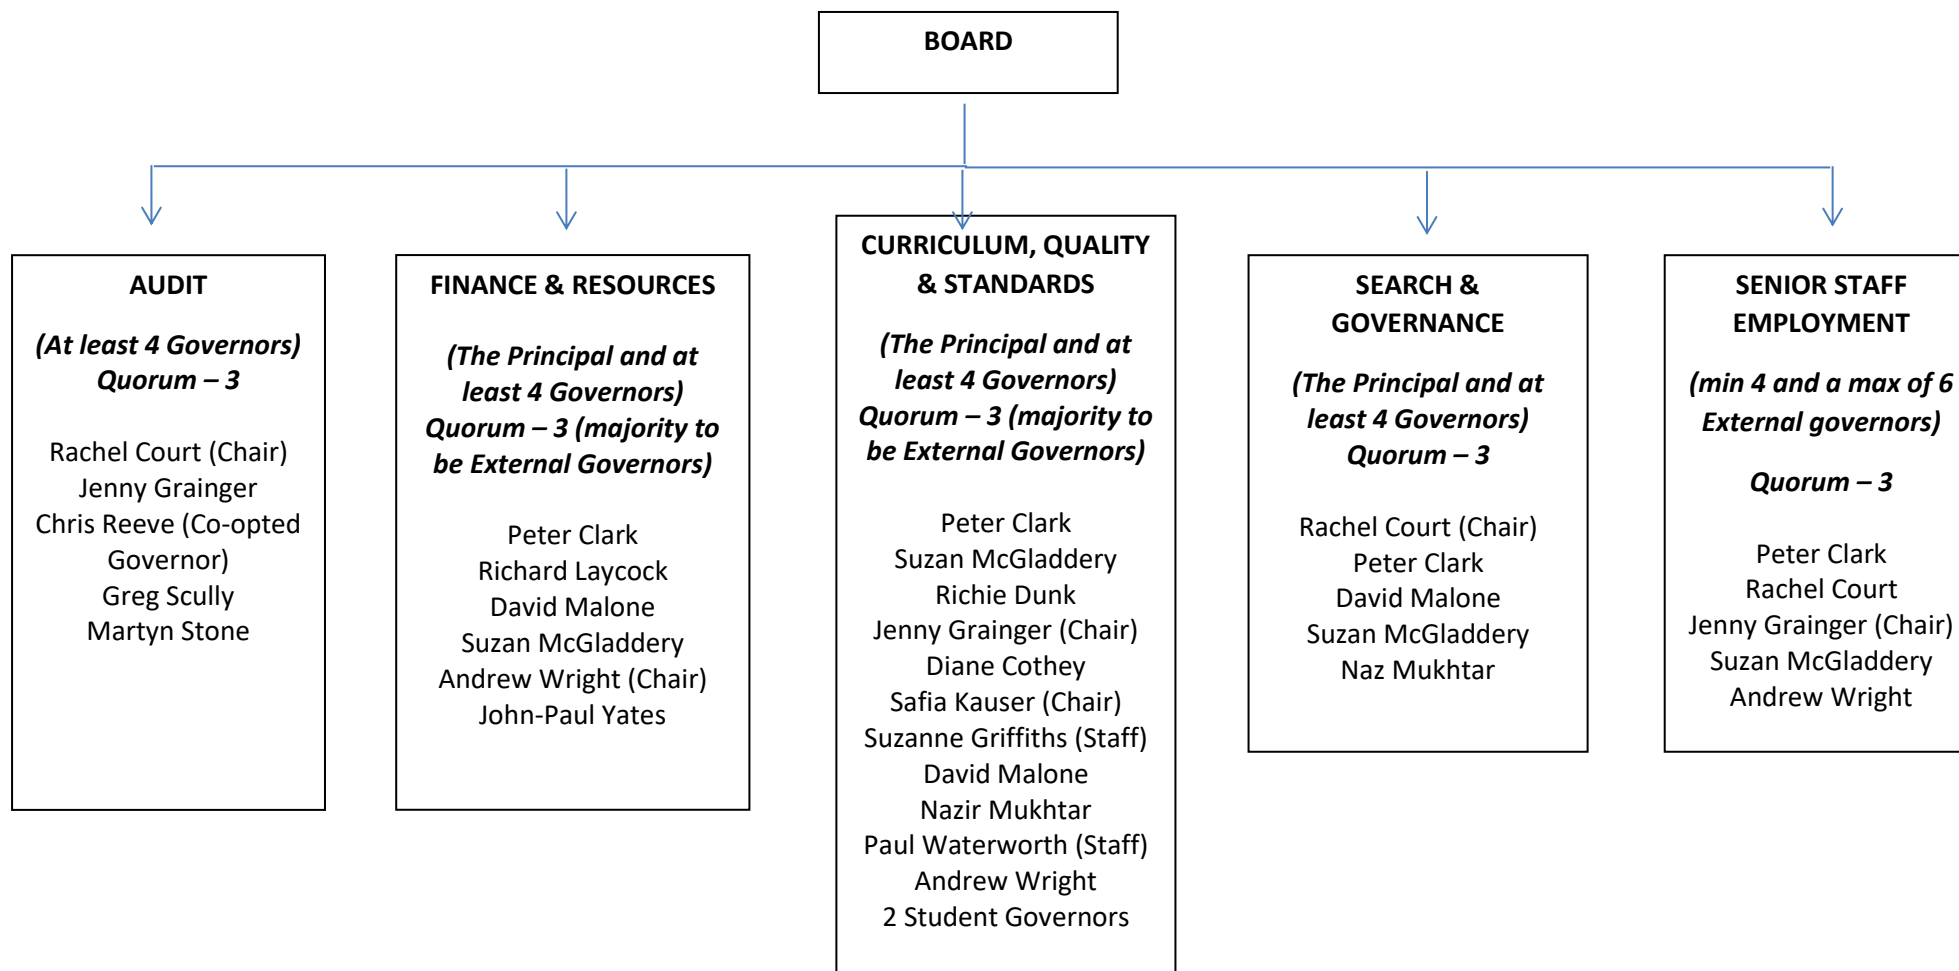 BOARD
AUDIT
(At least 4 Governors)
Quorum – 3
Rachel Court (Chair)
Jenny Grainger
Chris Reeve (Co-opted
Governor)
Greg Scully
Martyn Stone
FINANCE & RESOURCES
(The Principal and at
least 4 Governors)
Quorum – 3 (majority to
be External Governors)
Peter Clark
Richard Laycock
David Malone
Suzan McGladdery
Andrew Wright (Chair)
John-Paul Yates
CURRICULUM, QUALITY
& STANDARDS
(The Principal and at
least 4 Governors)
Quorum – 3 (majority to
be External Governors)
Peter Clark
Suzan McGladdery
Richie Dunk
Jenny Grainger (Chair)
Diane Cothey
Safia Kauser (Chair)
Suzanne Griffiths (Staff)
David Malone
Nazir Mukhtar
Paul Waterworth (Staff)
Andrew Wright
2 Student Governors
SEARCH &
GOVERNANCE
(The Principal and at
least 4 Governors)
Quorum – 3
Rachel Court (Chair)
Peter Clark
David Malone
Suzan McGladdery
Naz Mukhtar
SENIOR STAFF
EMPLOYMENT
(min 4 and a max of 6
External governors)
Quorum – 3
Peter Clark
Rachel Court
Jenny Grainger (Chair)
Suzan McGladdery
Andrew Wright